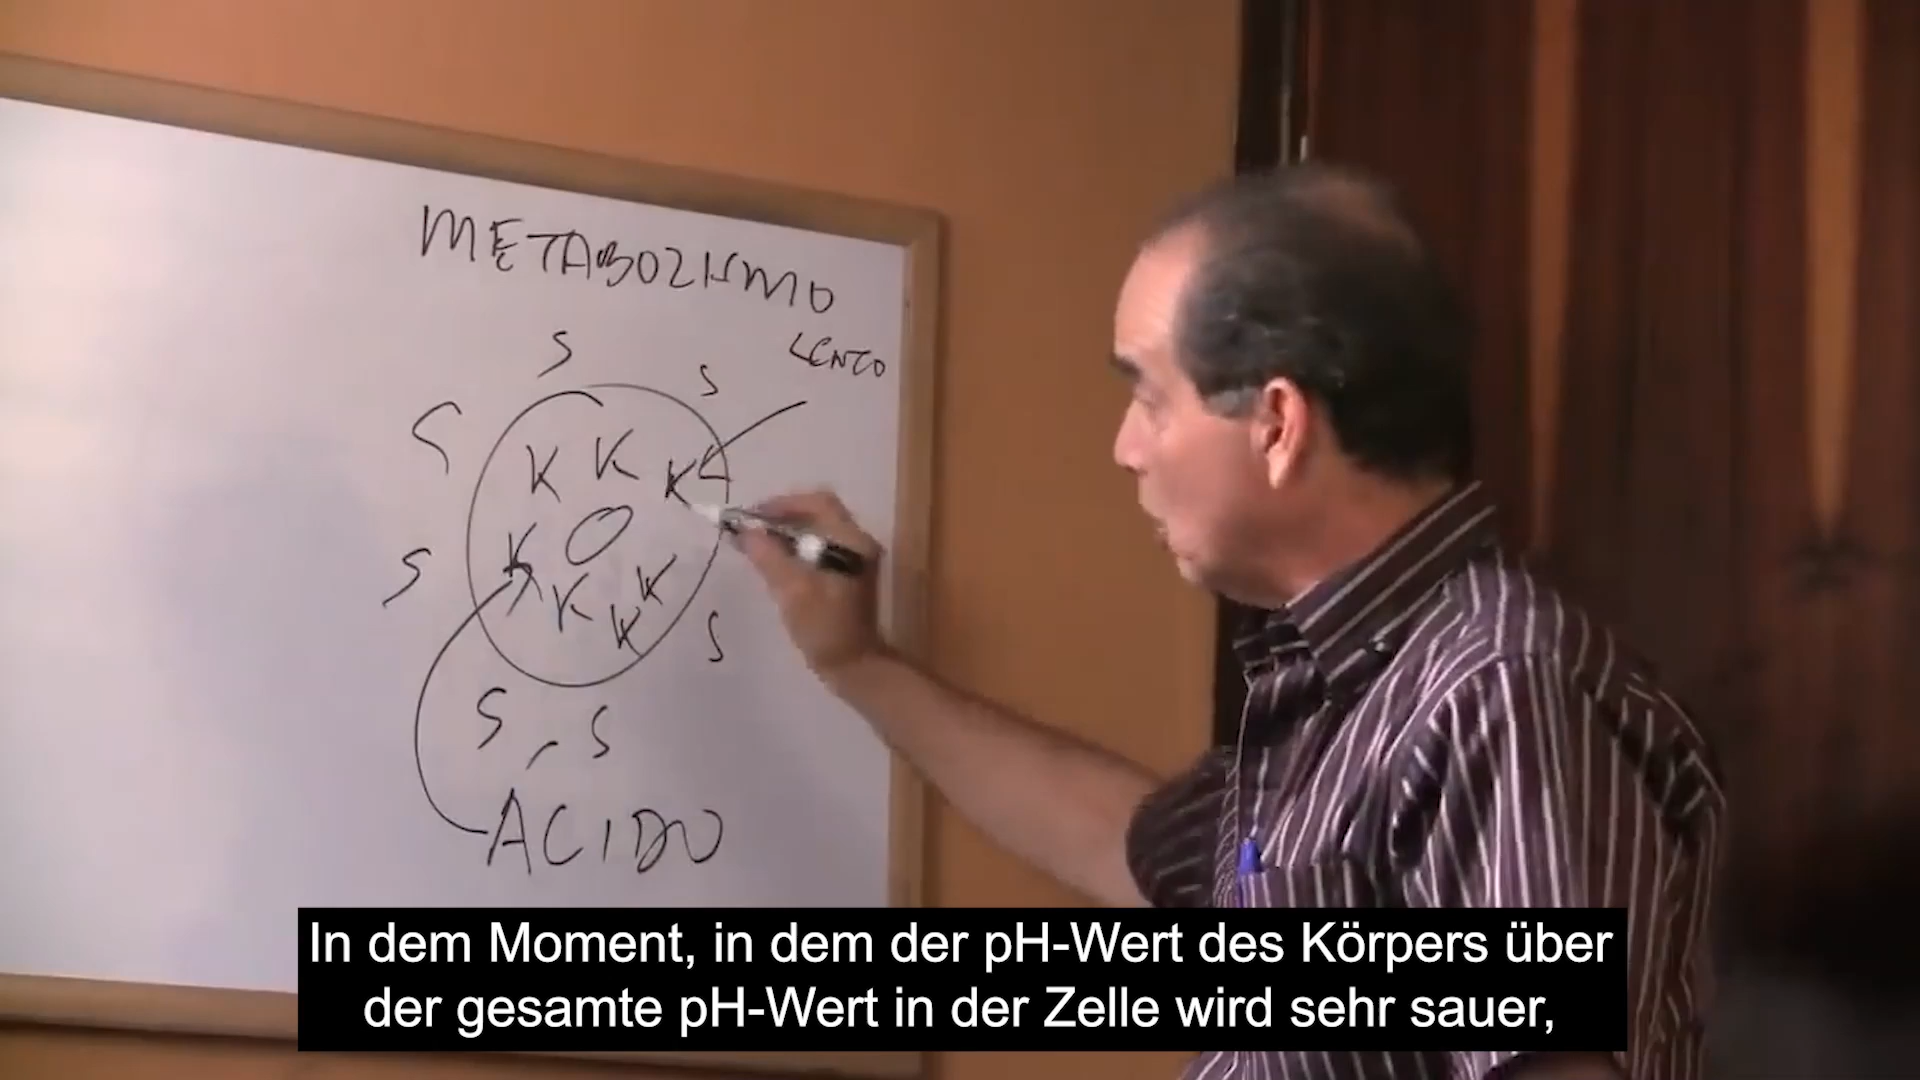 METABOLISMO
LENTO
S
S
S
K K K
S
K
K K K
S
S S
ACIDO
In dem Moment, in dem der pH-Wert des Körpers über
der gesamte pH-Wert in der Zelle wird sehr sauer,